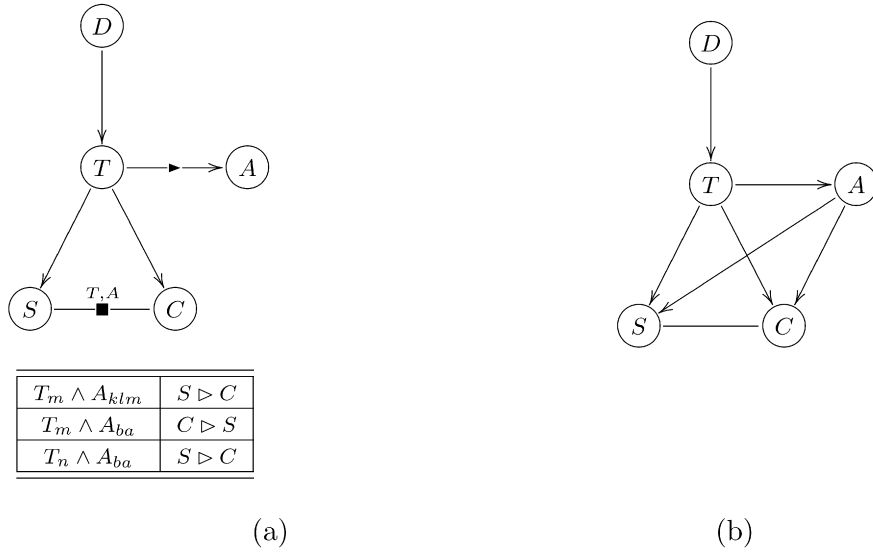 D
D
T
A
T
A
T,A
S
C
S
C
T_m ∧ A_klm S ▷ C
T_m ∧ A_ba C ▷ S
T_n ∧ A_ba S ▷ C
(a)
(b)